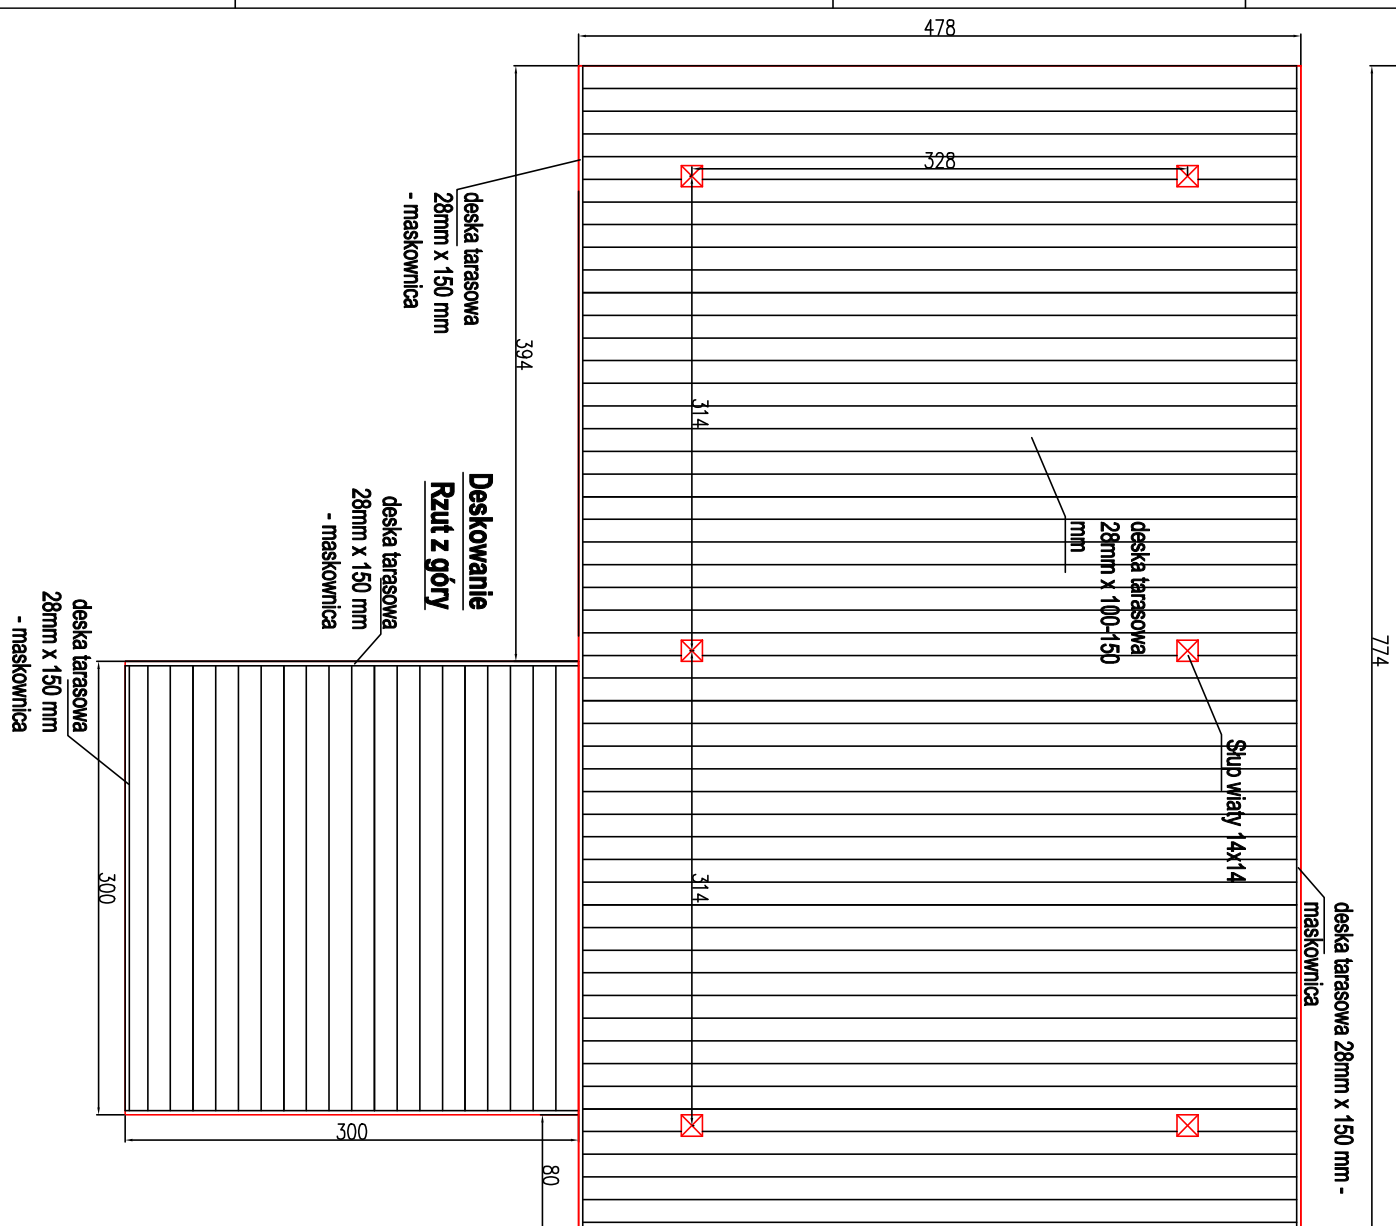 478
774
328
394
314
314
300
300
80
deska tarasowa
28mm x 150 mm
- maskownica
deska tarasowa
28mm x 100-150
mm
Słup wiaty 14x14
deska tarasowa 28mm x 150 mm -
maskownica
Deskowanie
Rzut z góry
deska tarasowa
28mm x 150 mm
- maskownica
deska tarasowa
28mm x 150 mm
- maskownica